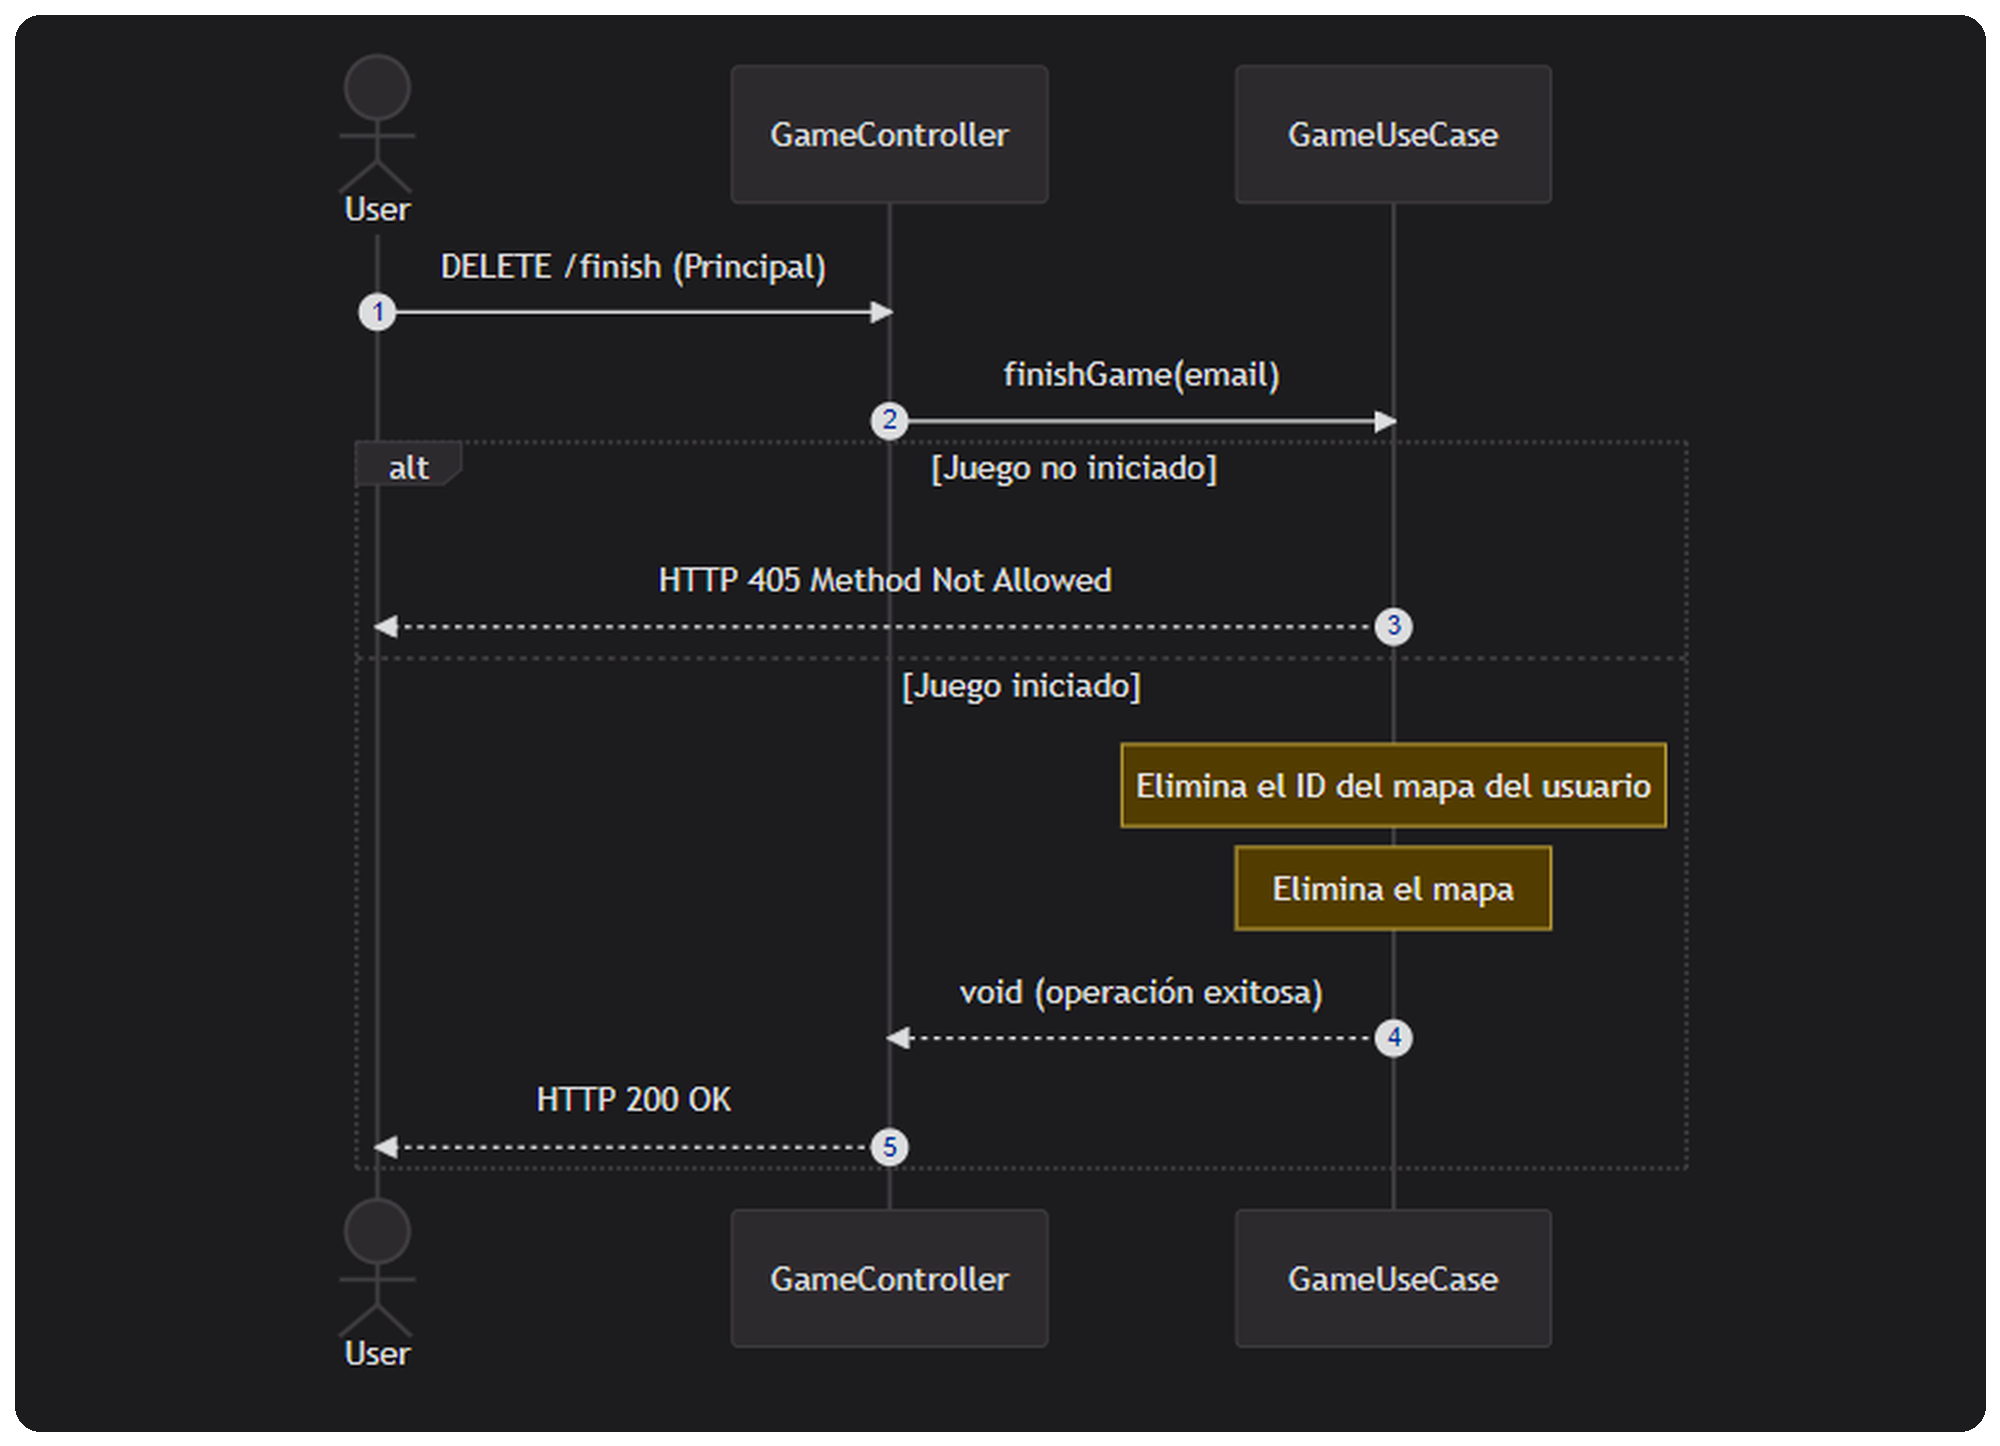 GameController
GameUseCase
User
DELETE /finish (Principal)
1
finishGame(email)
2
alt
[Juego no iniciado]
HTTP 405 Method Not Allowed
3
[Juego iniciado]
Elimina el ID del mapa del usuario
Elimina el mapa
void (operación exitosa)
4
HTTP 200 OK
5
GameController
GameUseCase
User